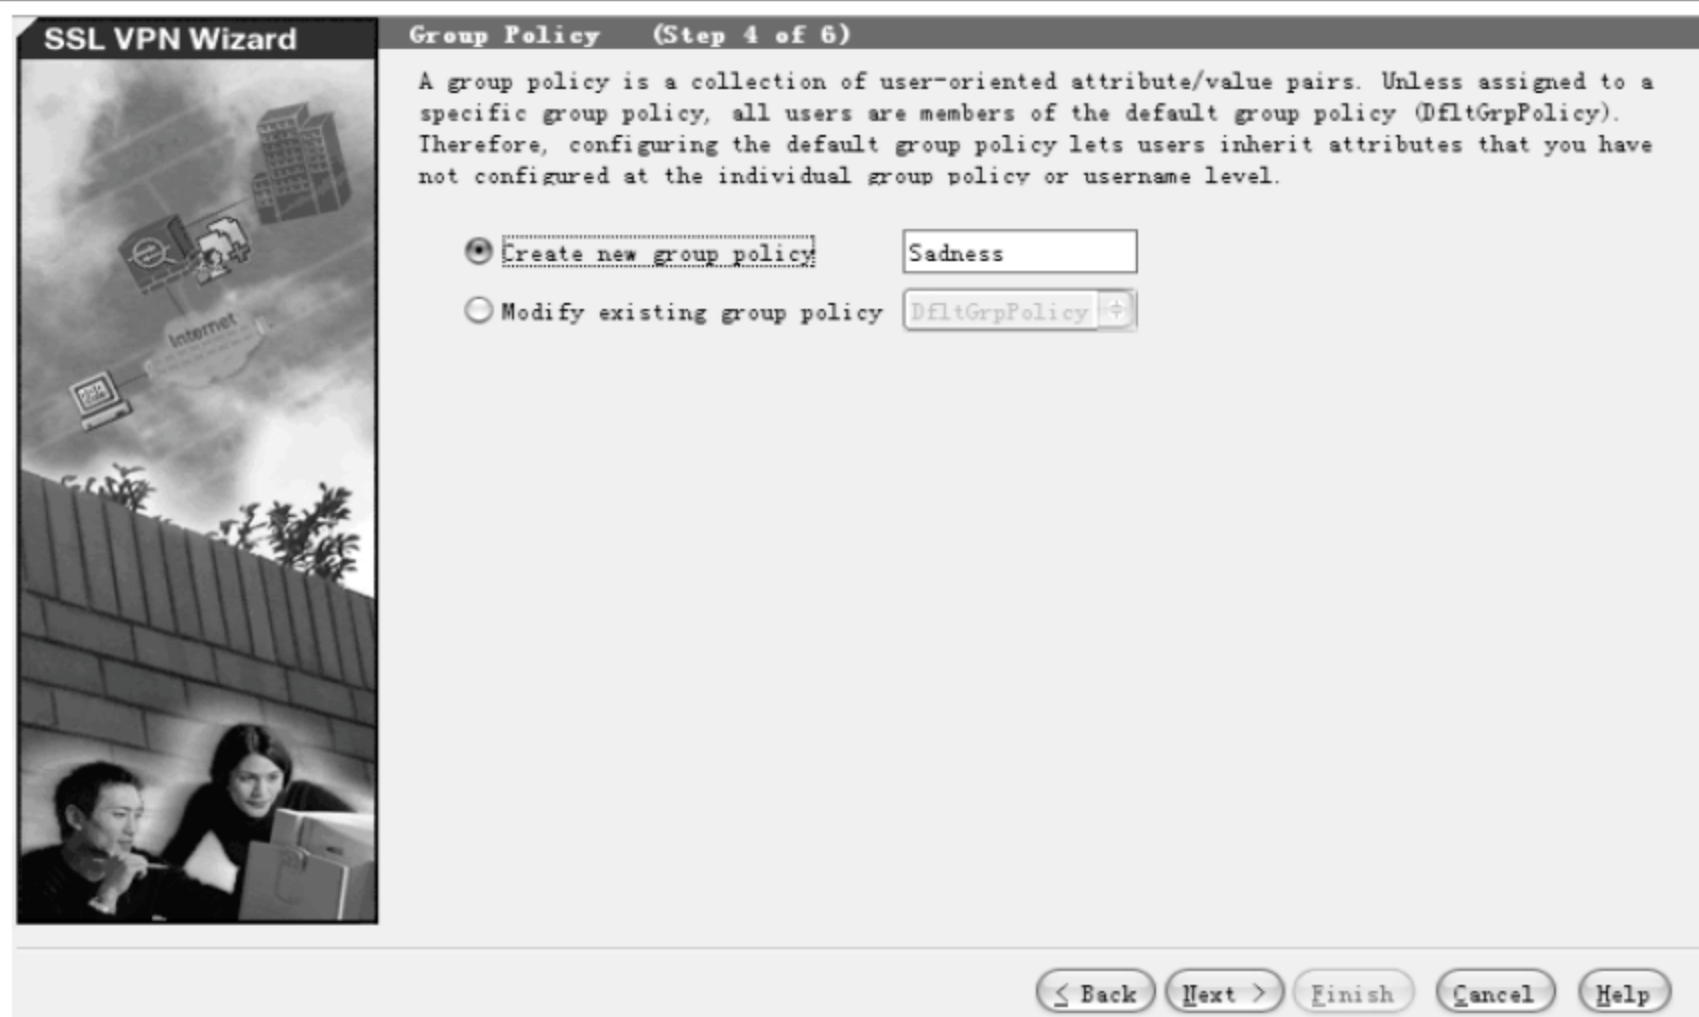 SSL VPN Wizard
Group Policy (Step 4 of 6)
A group policy is a collection of user-oriented attribute/value pairs. Unless assigned to a
specific group policy, all users are members of the default group policy (DfltGrpPolicy).
Therefore, configuring the default group policy lets users inherit attributes that you have
not configured at the individual group policy or username level.
Create new group policy Sadness
Modify existing group policy DfltGrpPolicy
Internet
< Back Next > Finish Cancel Help